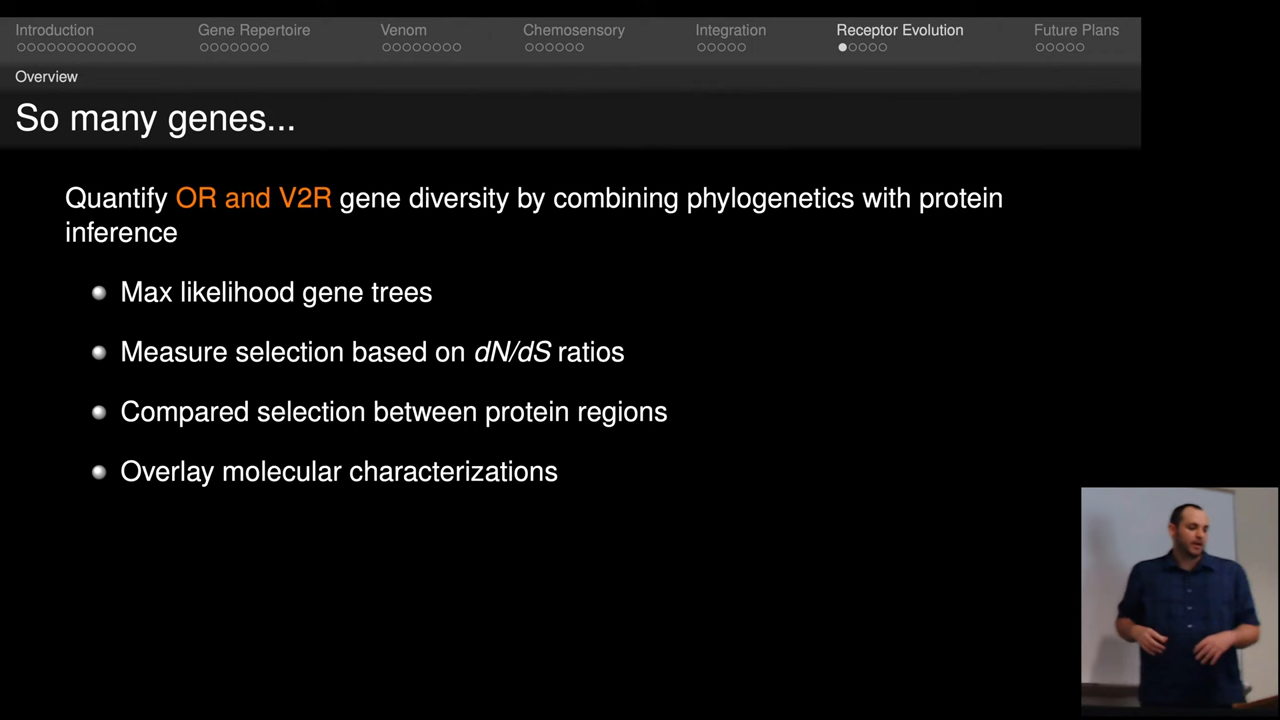 Introduction Gene Repertoire Venom Chemosensory Integration Receptor Evolution Future Plans
Overview
So many genes...
Quantify OR and V2R gene diversity by combining phylogenetics with protein
inference
Max likelihood gene trees
Measure selection based on dN/dS ratios
Compared selection between protein regions
Overlay molecular characterizations